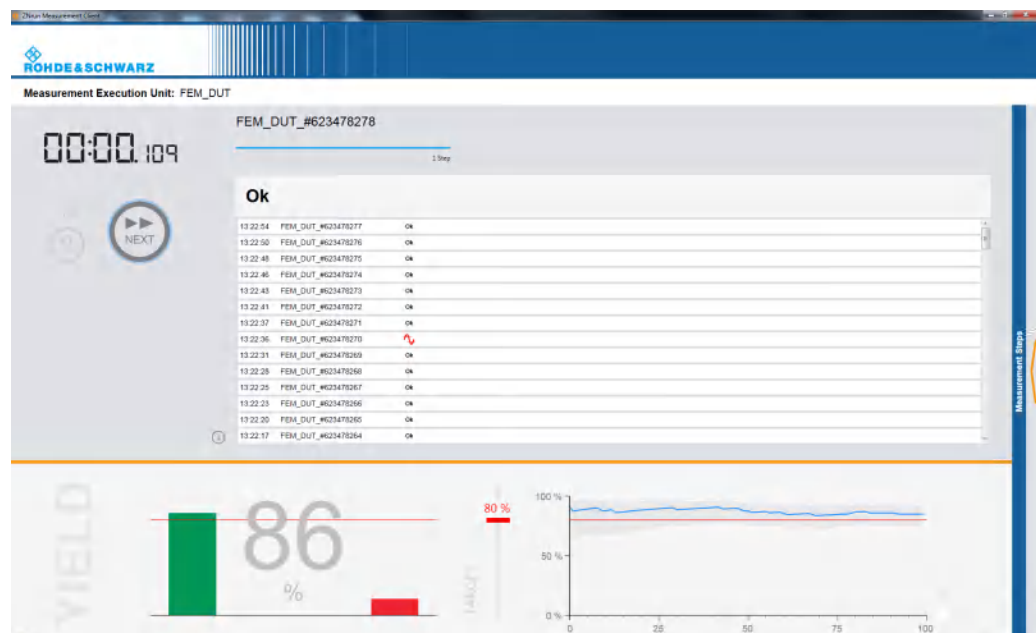 ZNrun Measurement Client
ROHDE&SCHWARZ
Measurement Execution Unit: FEM_DUT
FEM_DUT_#623478278
00:00.109
1 Step
Ok
NEXT
13:22:54 FEM_DUT_#623478277 Ok
13:22:50 FEM_DUT_#623478276 Ok
13:22:48 FEM_DUT_#623478275 Ok
13:22:46 FEM_DUT_#623478274 Ok
13:22:43 FEM_DUT_#623478273 Ok
13:22:41 FEM_DUT_#623478272 Ok
13:22:37 FEM_DUT_#623478271 Ok
13:22:36 FEM_DUT_#623478270
13:22:31 FEM_DUT_#623478269 Ok
13:22:28 FEM_DUT_#623478268 Ok
13:22:25 FEM_DUT_#623478267 Ok
13:22:23 FEM_DUT_#623478266 Ok
13:22:20 FEM_DUT_#623478265 Ok
13:22:17 FEM_DUT_#623478264 Ok
Measurement Steps
YIELD
86
%
TARGET
80 %
100 %
50 %
0 %
0 25 50 75 100